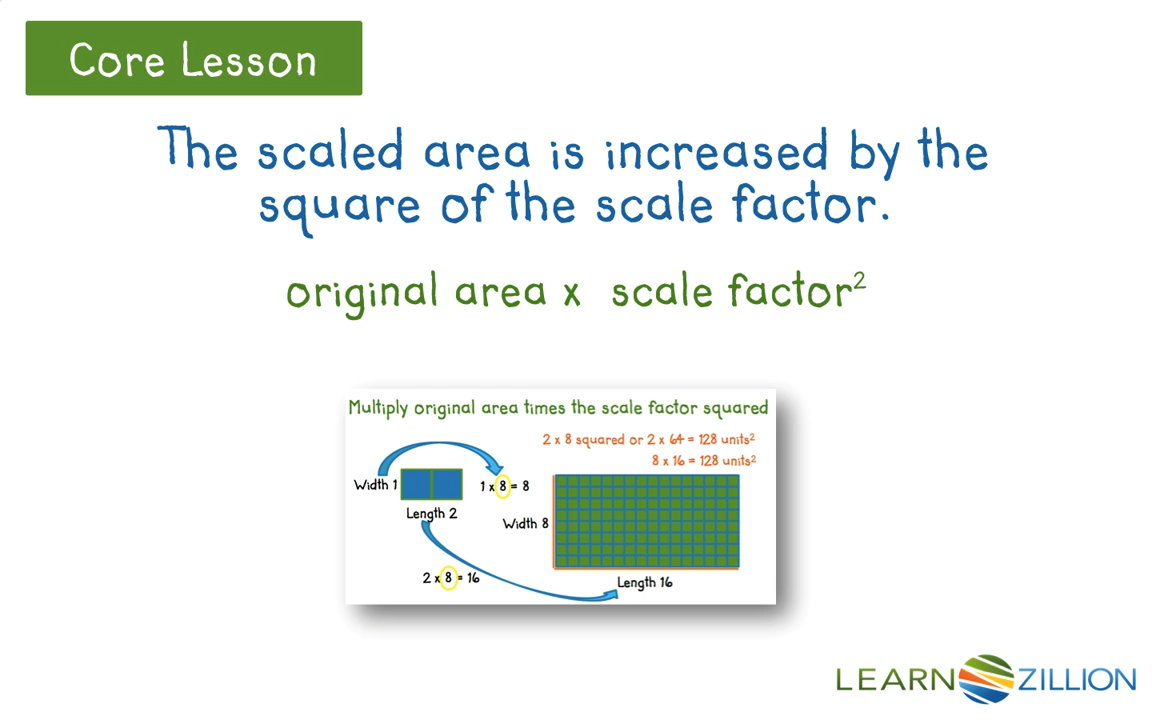 Core Lesson
The scaled area is increased by the
square of the scale factor.
original area x scale factor²
Multiply original area times the scale factor squared
2 x 8 squared or 2 x 64 = 128 units²
8 x 16 = 128 units²
Width 1
1 x 8 = 8
Length 2
Width 8
2 x 8 = 16
Length 16
LEARN ZILLION